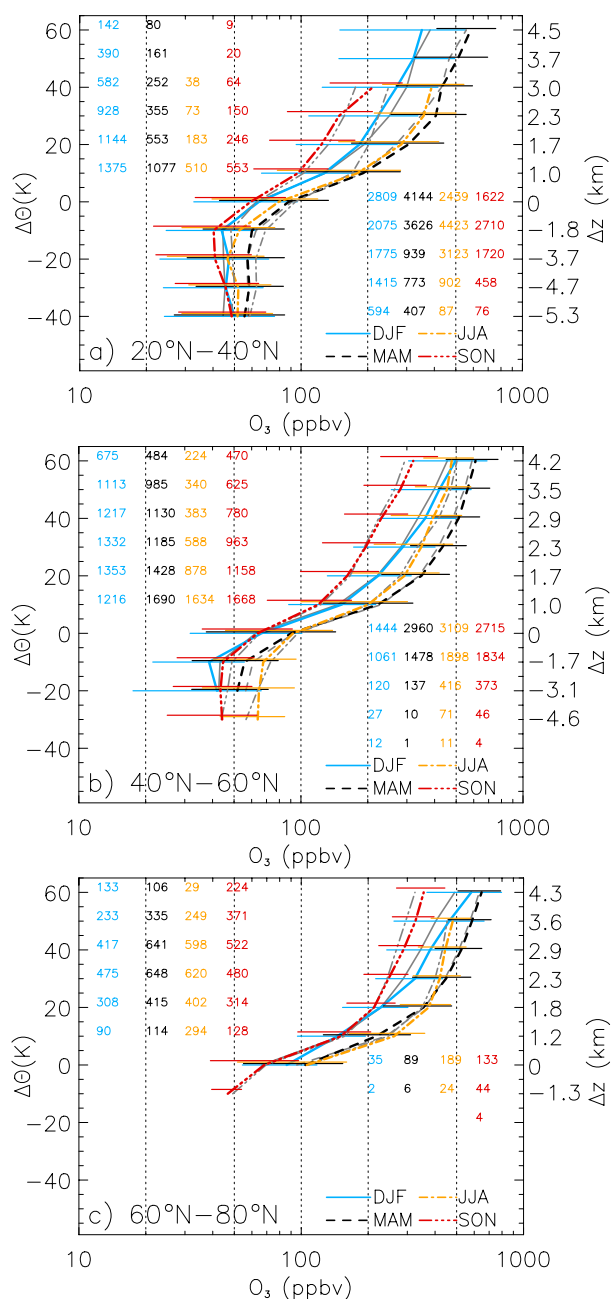 142 80 9
390 161 20
582 252 38 64
928 355 73 150
1144 553 183 246
1375 1077 510 553
2809 4144 2439 1622
2075 3626 4423 2710
1775 939 3123 1720
1415 773 902 458
594 407 87 76
60
40
20
0
−20
−40
ΔΘ(K)
4.5
3.7
3.0
2.3
1.7
1.0
0
−1.8
−3.7
−4.7
−5.3
Δz (km)
DJF JJA
MAM SON
a) 20°N−40°N
10 100 1000
O₃ (ppbv)
675 484 224 470
1113 985 340 625
1217 1130 383 780
1332 1185 588 963
1353 1428 878 1158
1216 1690 1634 1668
1444 2960 3109 2715
1061 1478 1898 1834
120 137 415 373
27 10 71 46
12 1 11 4
60
40
20
0
−20
−40
ΔΘ(K)
4.2
3.5
2.9
2.3
1.7
1.0
0
−1.7
−3.1
−4.6
Δz (km)
DJF JJA
MAM SON
b) 40°N−60°N
10 100 1000
O₃ (ppbv)
133 106 29 224
233 335 249 371
417 641 598 522
475 648 620 480
308 415 402 314
90 114 294 128
35 89 189 133
2 6 24 44
4
60
40
20
0
−20
−40
ΔΘ(K)
4.3
3.6
2.9
2.3
1.8
1.2
0
−1.3
Δz (km)
DJF JJA
MAM SON
c) 60°N−80°N
10 100 1000
O₃ (ppbv)